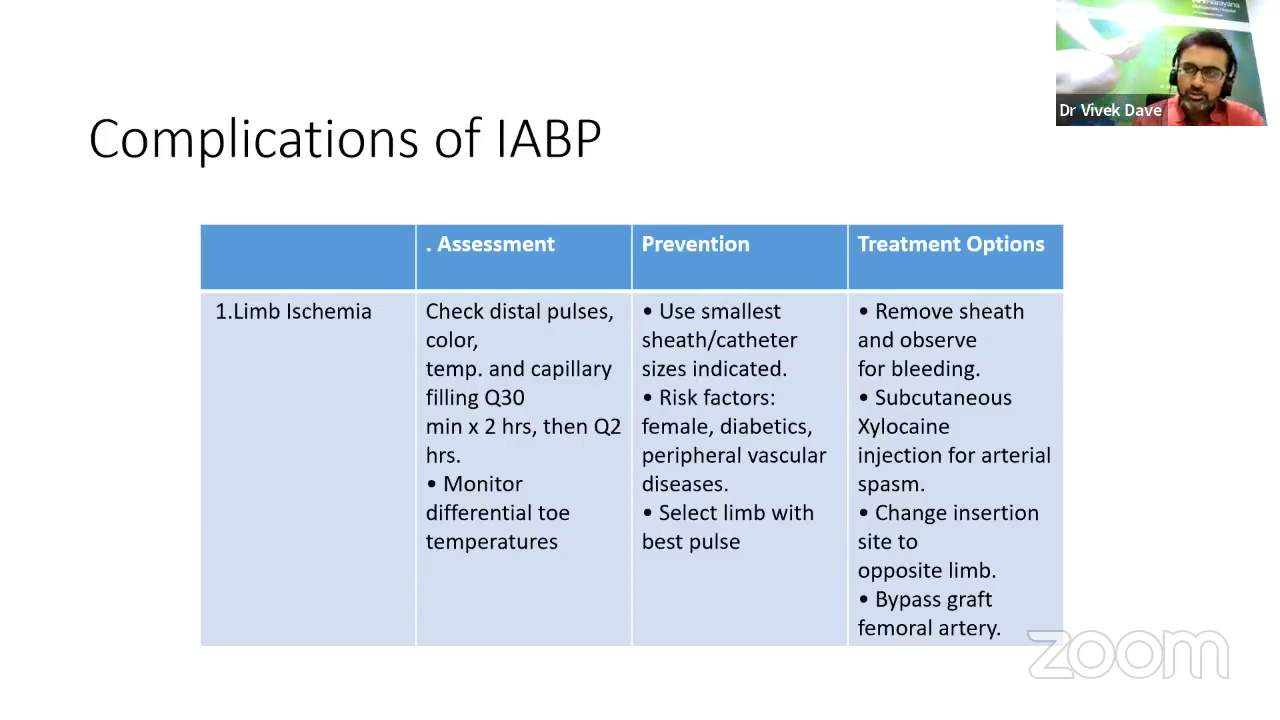 Dr Vivek Dave
Complications of IABP
. Assessment
Prevention
Treatment Options
1.Limb Ischemia
Check distal pulses,
color,
temp. and capillary
filling Q30
min x 2 hrs, then Q2
hrs.
• Monitor
differential toe
temperatures
• Use smallest
sheath/catheter
sizes indicated.
• Risk factors:
female, diabetics,
peripheral vascular
diseases.
• Select limb with
best pulse
• Remove sheath
and observe
for bleeding.
• Subcutaneous
Xylocaine
injection for arterial
spasm.
• Change insertion
site to
opposite limb.
• Bypass graft
femoral artery.
zoom